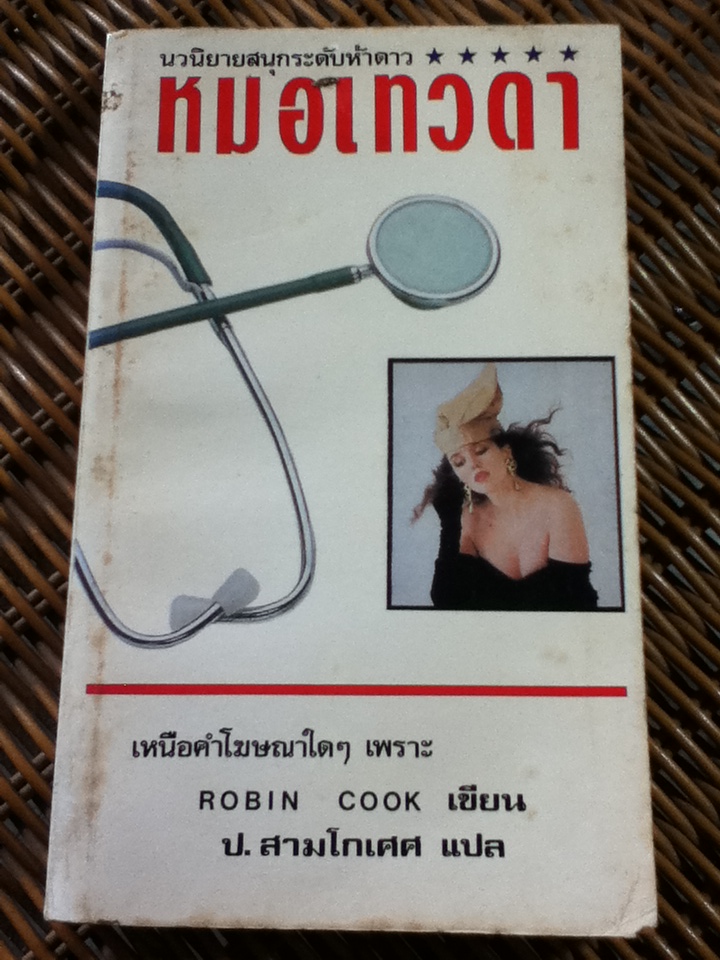 นวนิยายสนุกระดับห้าดาว ★ ★ ★ ★ ★
หมอเทวดา
เหนือคำโฆษณาใดๆ เพราะ
ROBIN COOK เขียน
ป. สามโกเศศ แปล